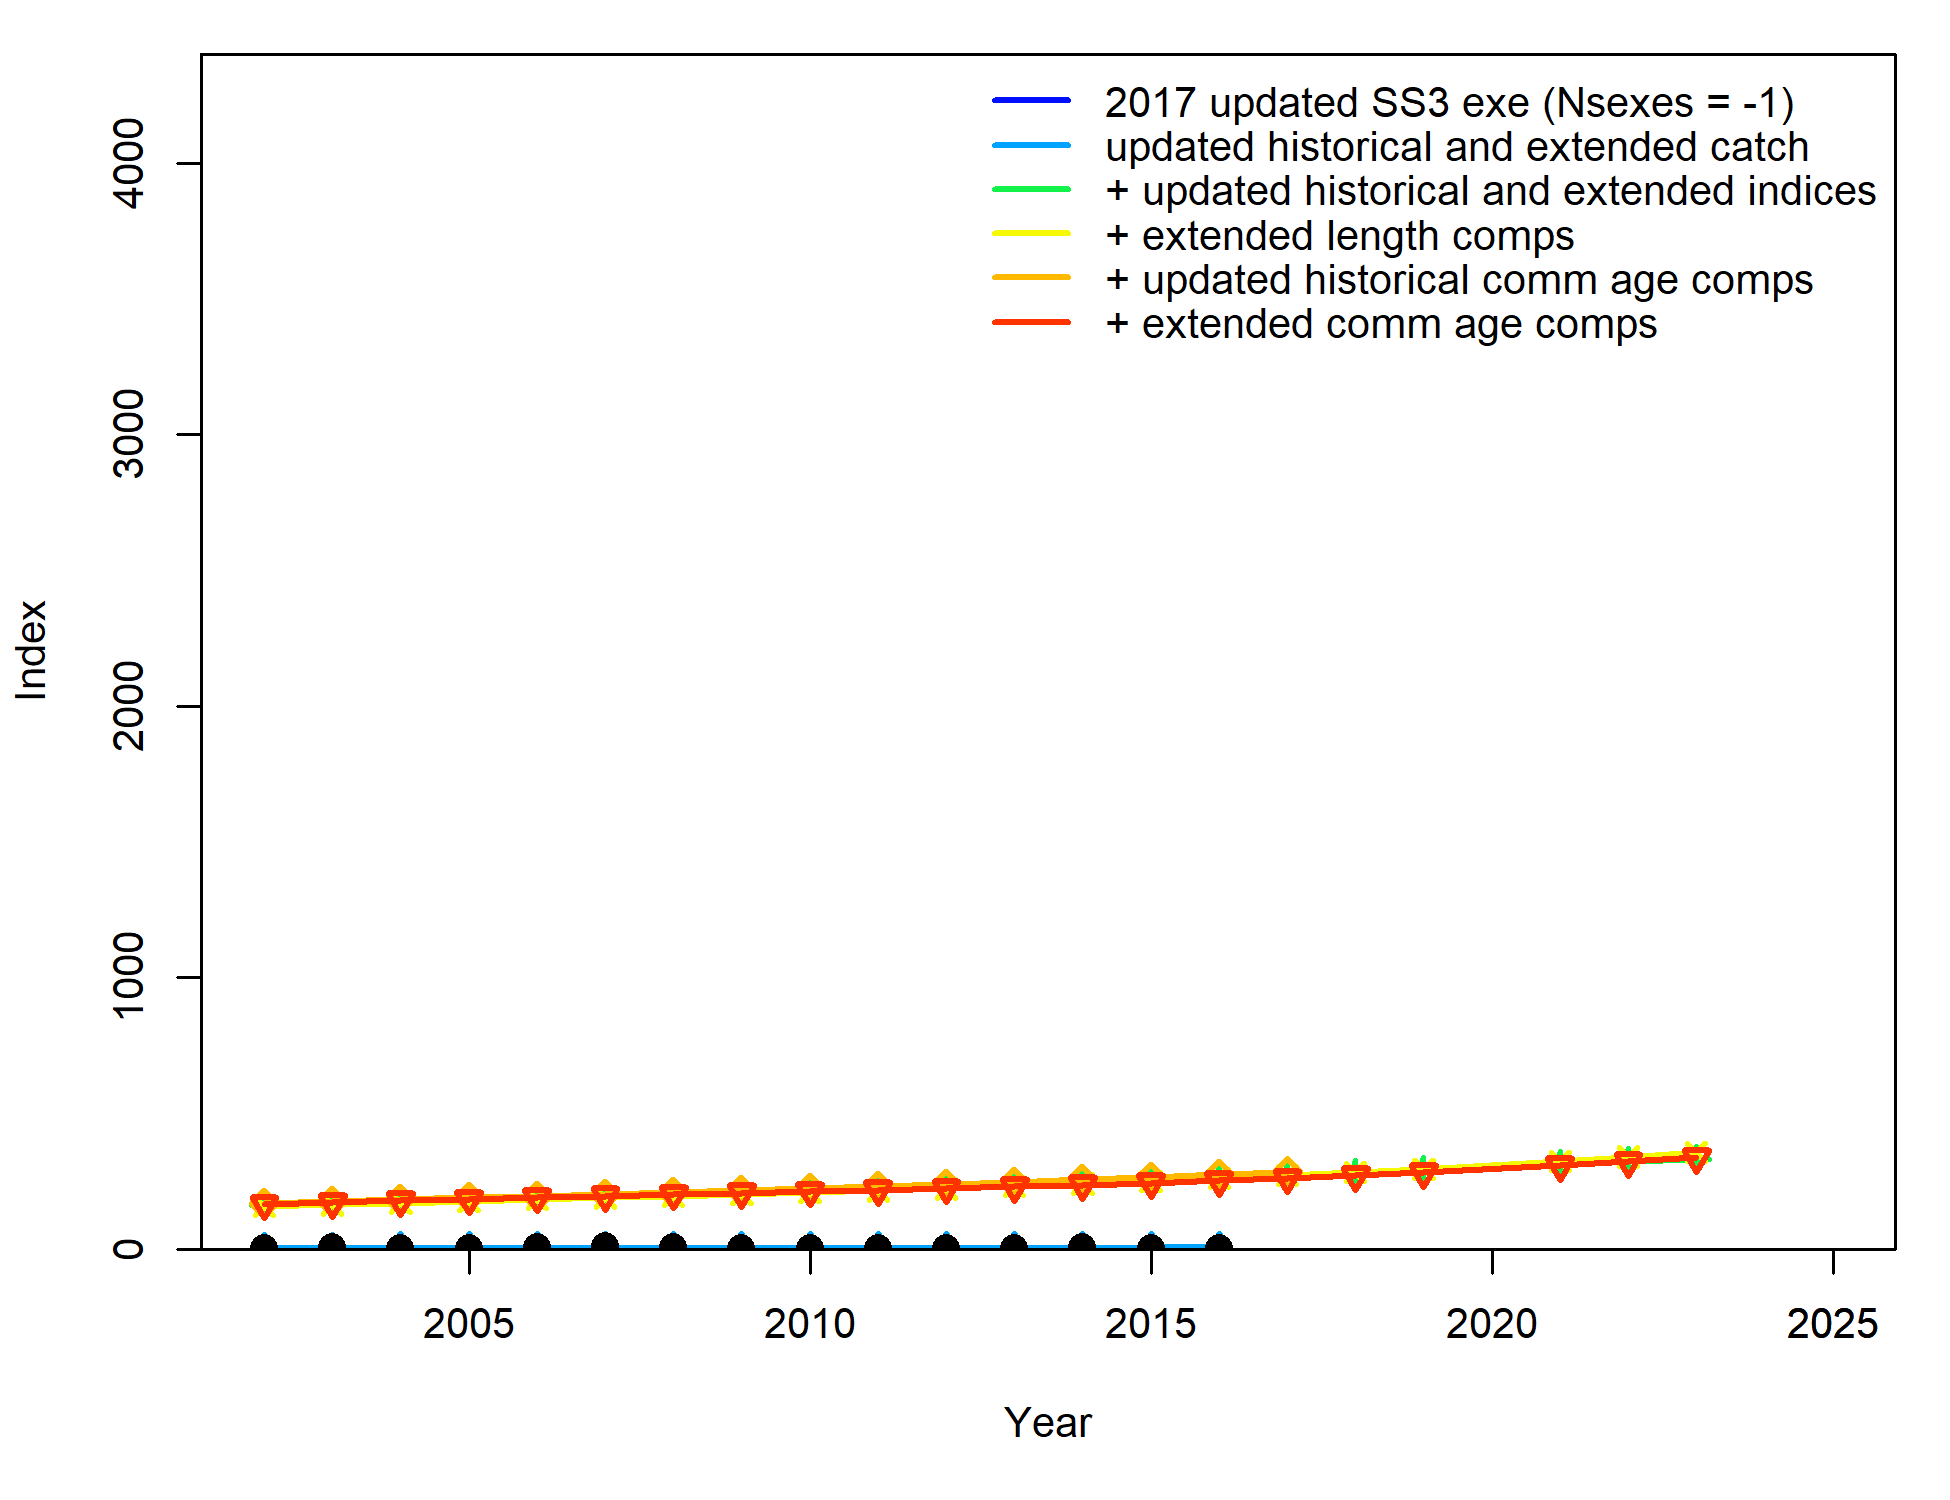 2017 updated SS3 exe (Nsexes = -1)
updated historical and extended catch
+ updated historical and extended indices
+ extended length comps
+ updated historical comm age comps
+ extended comm age comps
4000
3000
2000
1000
0
Index
2005 2010 2015 2020 2025
Year